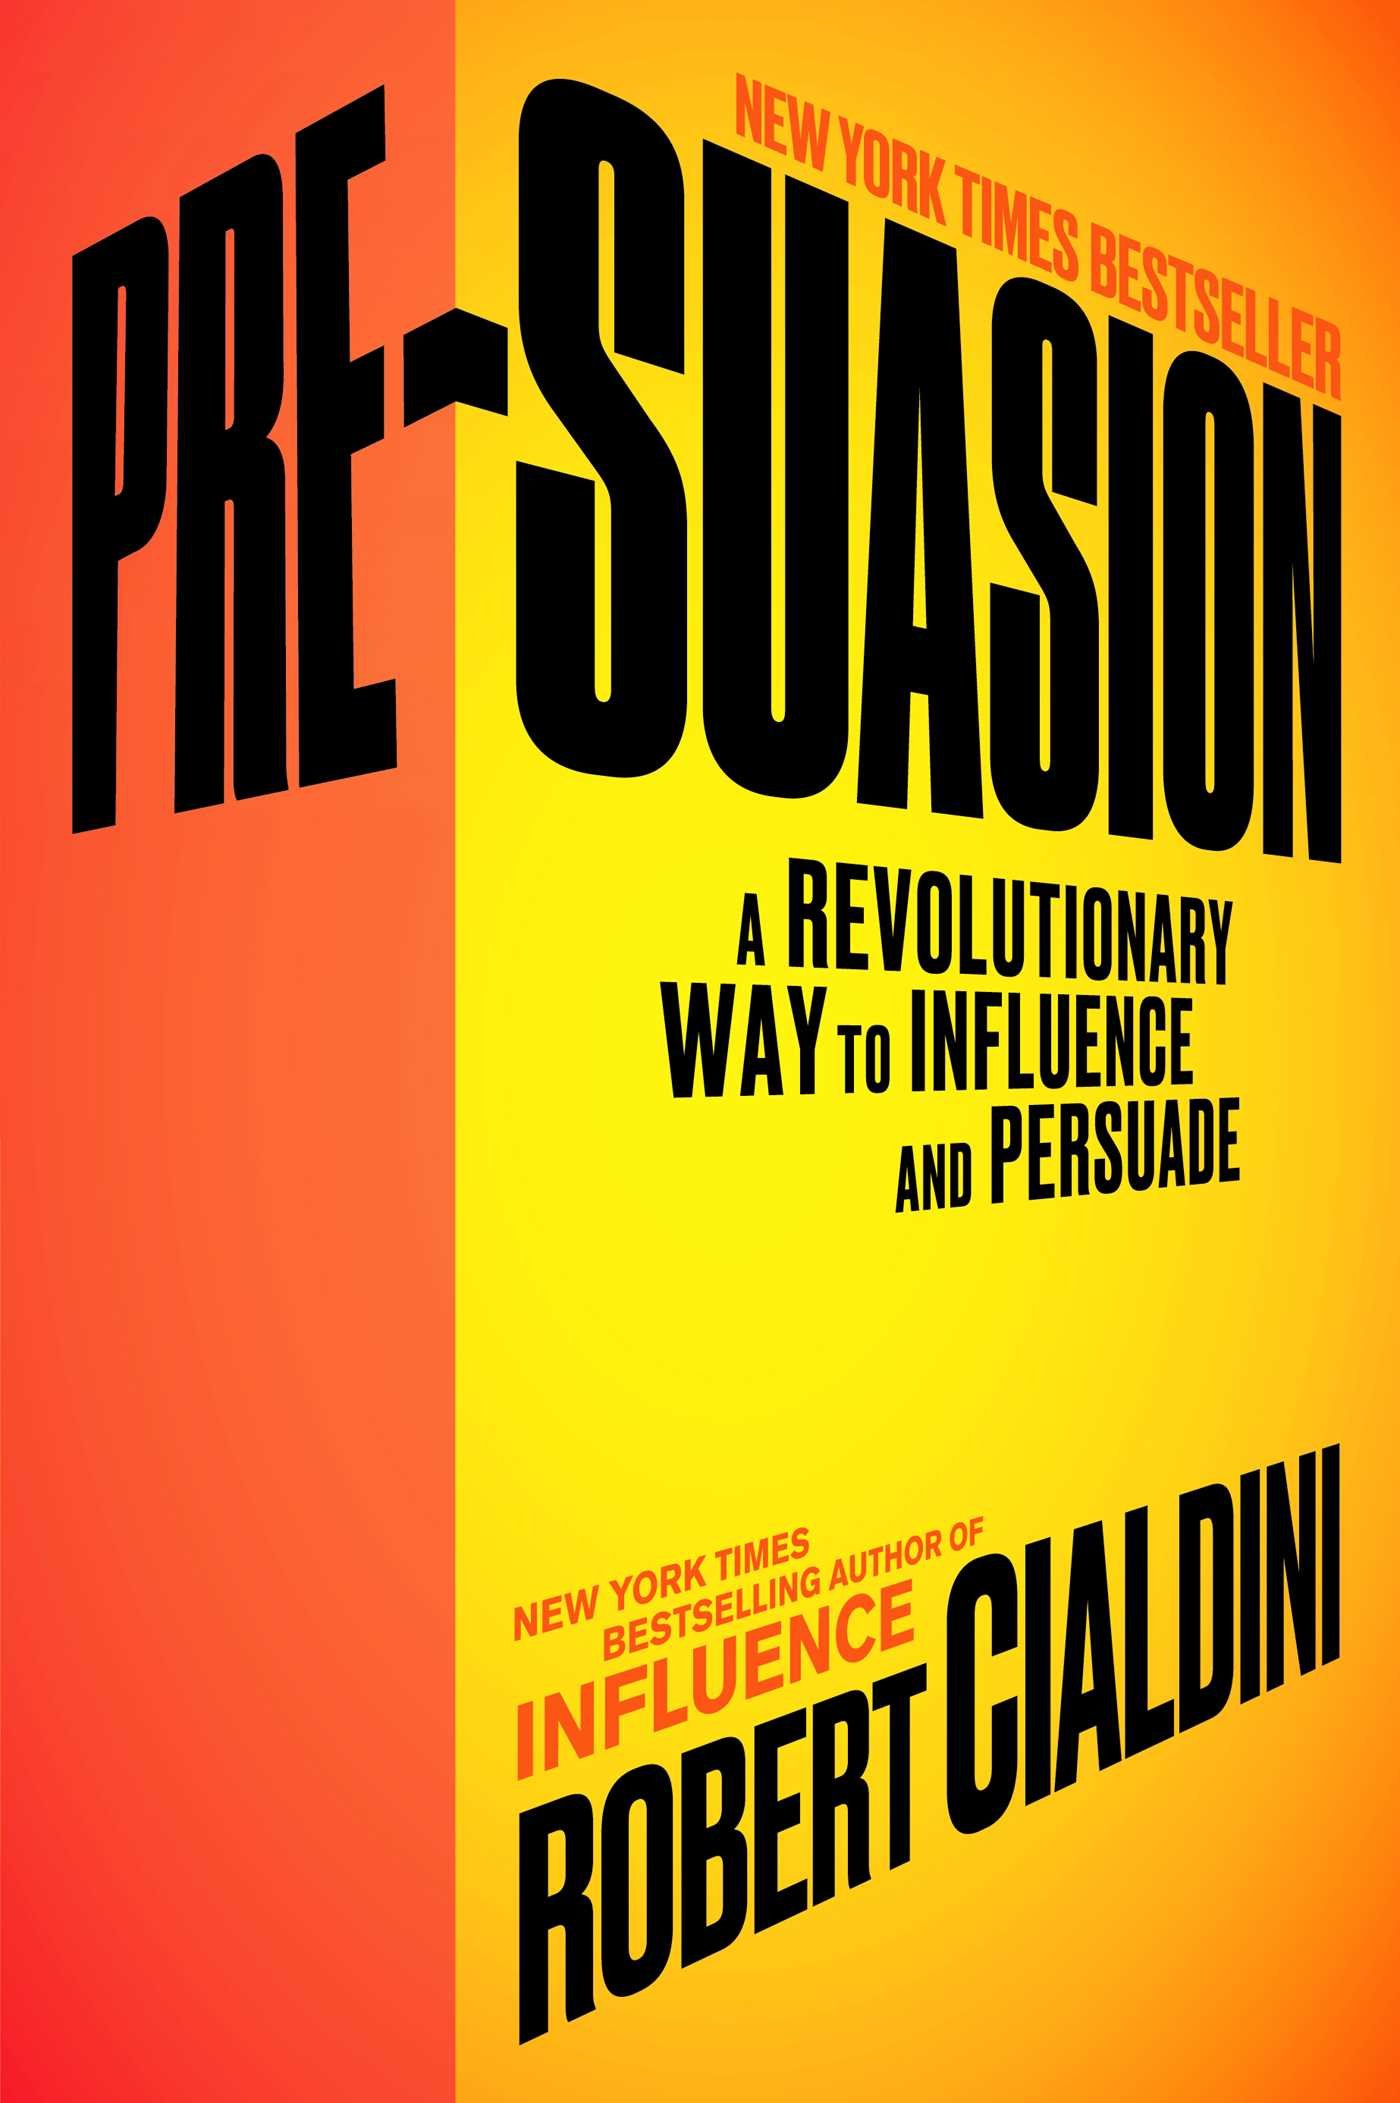 NEW YORK TIMES BESTSELLER
PRE-SUASION
A REVOLUTIONARY
WAY TO INFLUENCE
AND PERSUADE
NEW YORK TIMES
BESTSELLING AUTHOR OF
INFLUENCE
ROBERT CIALDINI